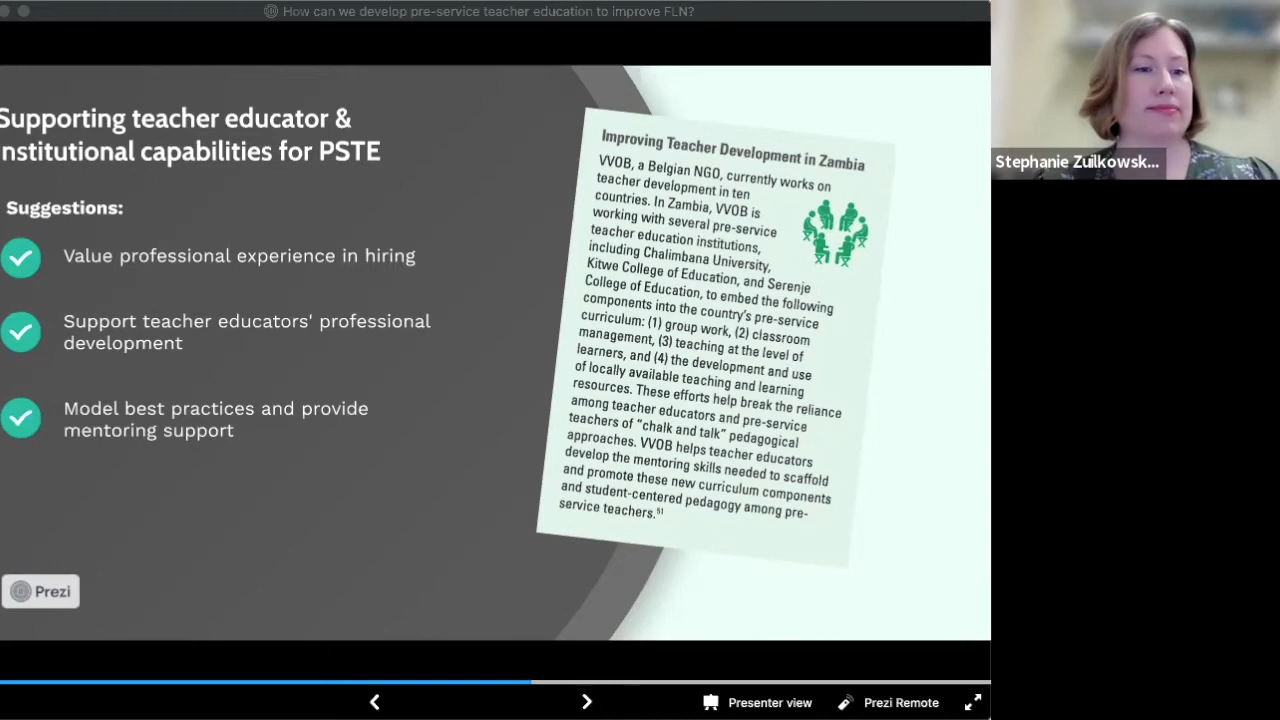 How can we develop pre-service teacher education to improve FLN?
Supporting teacher educator &
institutional capabilities for PSTE
Suggestions:
Value professional experience in hiring
Support teacher educators' professional
development
Model best practices and provide
mentoring support
Prezi
Improving Teacher Development in Zambia
VVOB, a Belgian NGO, currently works on
teacher development in ten
countries. In Zambia, VVOB is
working with several pre-service
teacher education institutions,
including Chalimbana University,
Kitwe College of Education, and Serenje
College of Education, to embed the following
components into the country's pre-service
curriculum: (1) group work, (2) classroom
management, (3) teaching at the level of
learners, and (4) the development and use
of locally available teaching and learning
resources. These efforts help break the reliance
among teacher educators and pre-service
teachers of “chalk and talk” pedagogical
approaches. VVOB helps teacher educators
develop the mentoring skills needed to scaffold
and promote these new curriculum components
and student-centered pedagogy among pre-
service teachers.51
Stephanie Zuilkowsk...
Presenter view
Prezi Remote